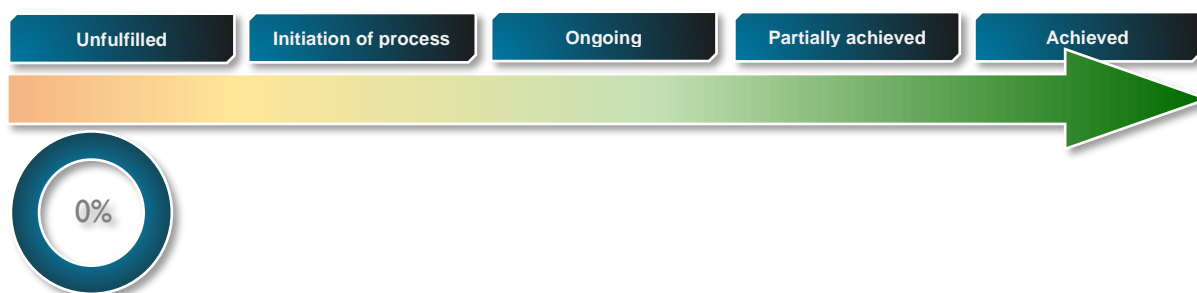 Unfulfilled
Initiation of process
Ongoing
Partially achieved
Achieved
0%